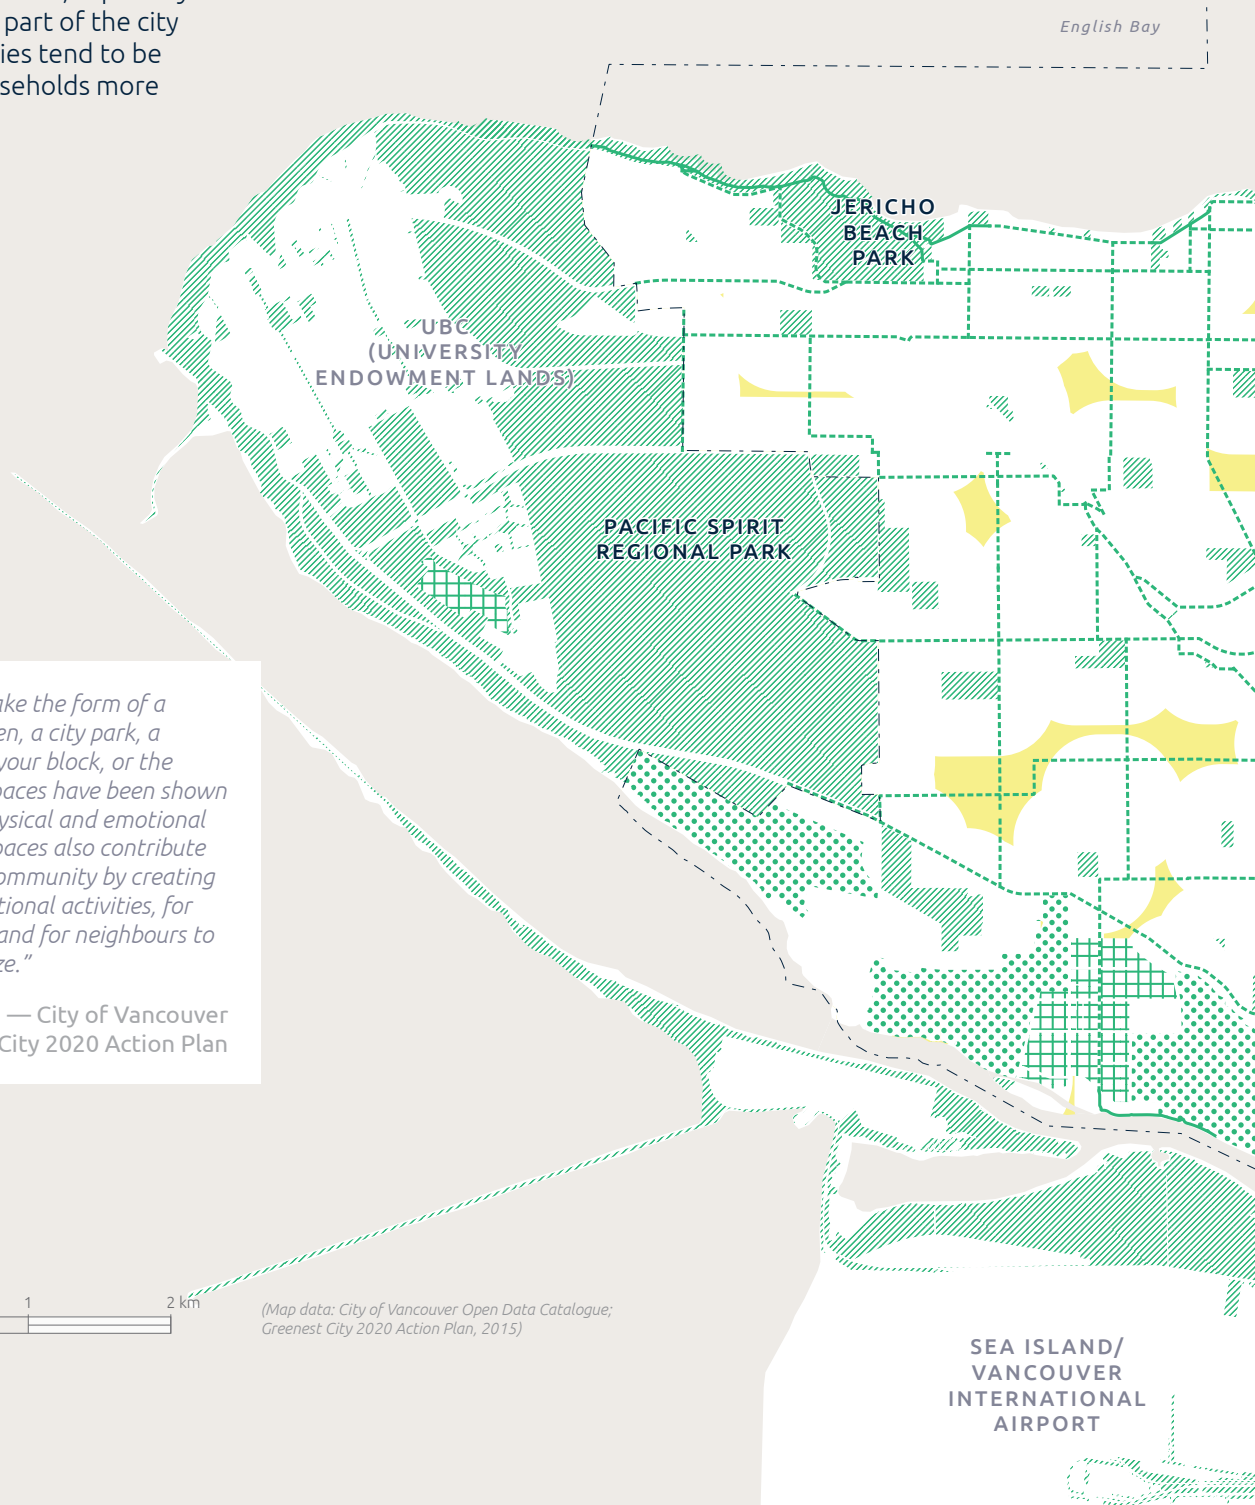 part of the city
ies tend to be
seholds more
English Bay
JERICHO
BEACH
PARK
UBC
(UNIVERSITY
ENDOWMENT LANDS)
PACIFIC SPIRIT
REGIONAL PARK
ake the form of a
en, a city park, a
your block, or the
paces have been shown
ysical and emotional
paces also contribute
ommunity by creating
tional activities, for
and for neighbours to
ze.”
— City of Vancouver
City 2020 Action Plan
1 2 km
(Map data: City of Vancouver Open Data Catalogue;
Greenest City 2020 Action Plan, 2015)
SEA ISLAND/
VANCOUVER
INTERNATIONAL
AIRPORT